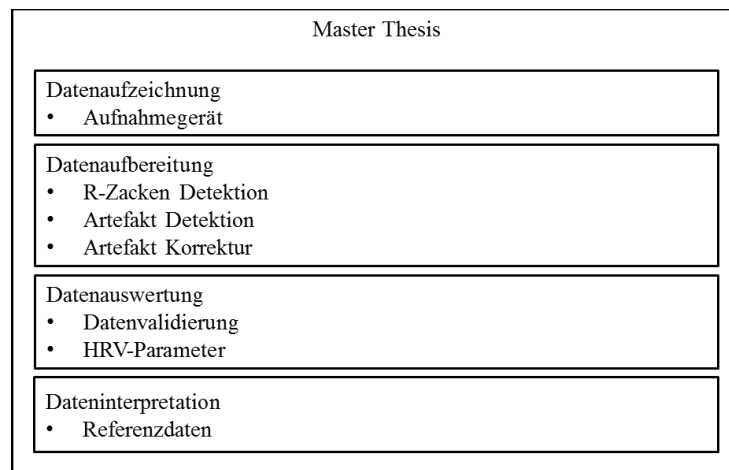 Master Thesis
Datenaufzeichnung
• Aufnahmegerät
Datenaufbereitung
• R-Zacken Detektion
• Artefakt Detektion
• Artefakt Korrektur
Datenauswertung
• Datenvalidierung
• HRV-Parameter
Dateninterpretation
• Referenzdaten